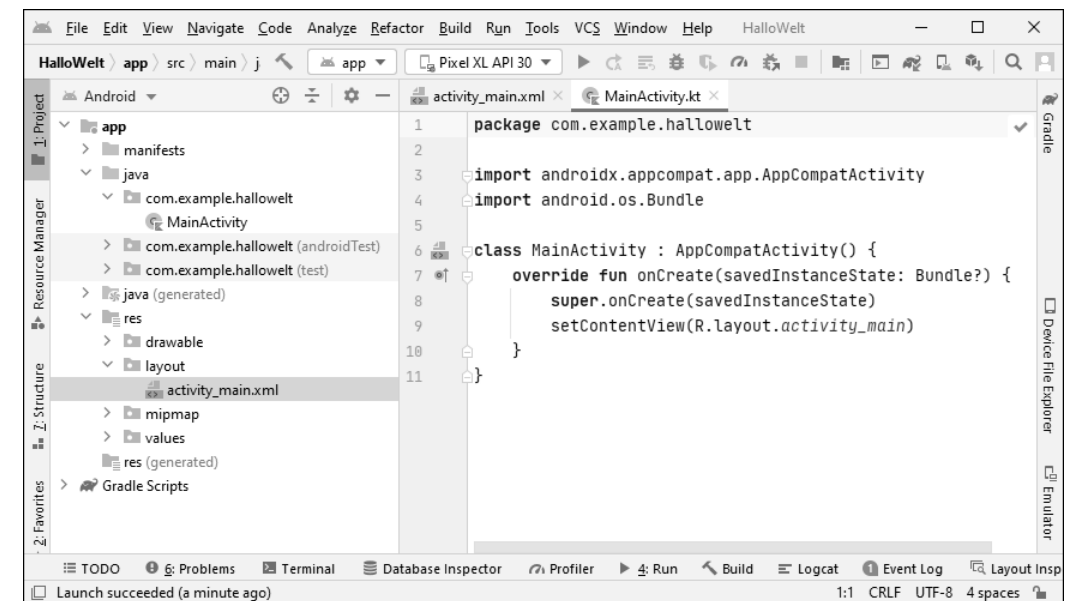 File Edit View Navigate Code Analyze Refactor Build Run Tools VCS Window Help HalloWelt
HalloWelt app src main j app Pixel XL API 30
Android
activity_main.xml MainActivity.kt
1: Project
Resource Manager
Z: Structure
2: Favorites
app
manifests
java
com.example.hallowelt
MainActivity
com.example.hallowelt (androidTest)
com.example.hallowelt (test)
java (generated)
res
drawable
layout
activity_main.xml
mipmap
values
res (generated)
Gradle Scripts
1 package com.example.hallowelt
2
3 import androidx.appcompat.app.AppCompatActivity
4 import android.os.Bundle
5
6 class MainActivity : AppCompatActivity() {
7 override fun onCreate(savedInstanceState: Bundle?) {
8 super.onCreate(savedInstanceState)
9 setContentView(R.layout.activity_main)
10 }
11 }
Gradle
Device File Explorer
Emulator
TODO 6: Problems Terminal Database Inspector Profiler 4: Run Build Logcat 1 Event Log Layout Insp
Launch succeeded (a minute ago) 1:1 CRLF UTF-8 4 spaces